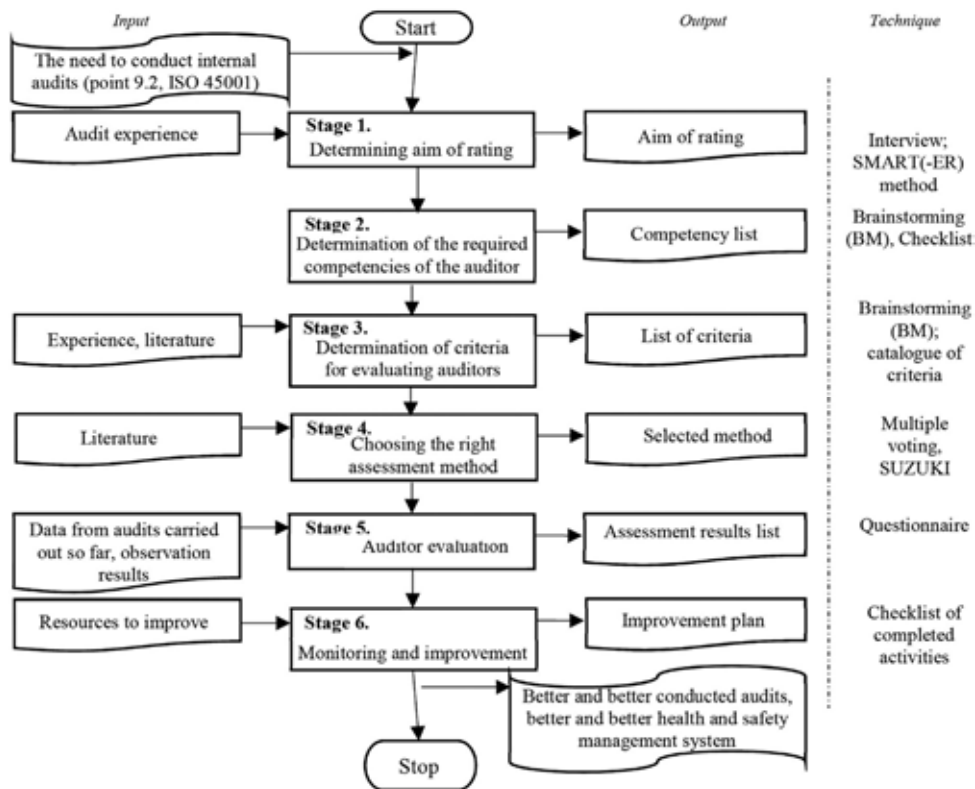 Input
Start
Output
Technique
The need to conduct internal
audits (point 9.2, ISO 45001)
Audit experience
Stage 1.
Determining aim of rating
Aim of rating
Interview;
SMART(-ER)
method
Stage 2.
Determination of the required
competencies of the auditor
Competency list
Brainstorming
(BM), Checklist
Experience, literature
Stage 3.
Determination of criteria
for evaluating auditors
List of criteria
Brainstorming
(BM);
catalogue of
criteria
Literature
Stage 4.
Choosing the right
assessment method
Selected method
Multiple
voting,
SUZUKI
Data from audits carried
out so far, observation
results
Stage 5.
Auditor evaluation
Assessment results list
Questionnaire
Resources to improve
Stage 6.
Monitoring and improvement
Improvement plan
Checklist of
completed
activities
Better and better conducted audits,
better and better health and safety
management system
Stop